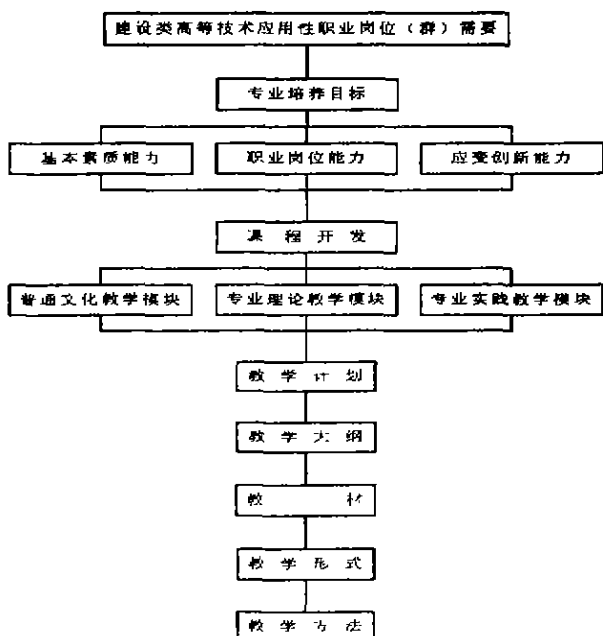 建设类高等技术应用性职业岗位（群）需要
专业培养目标
基本素质能力 职业岗位能力 应变创新能力
课程开发
普通文化教学模块 专业理论教学模块 专业实践教学模块
教学计划
教学大纲
教材
教学形式
教学方法